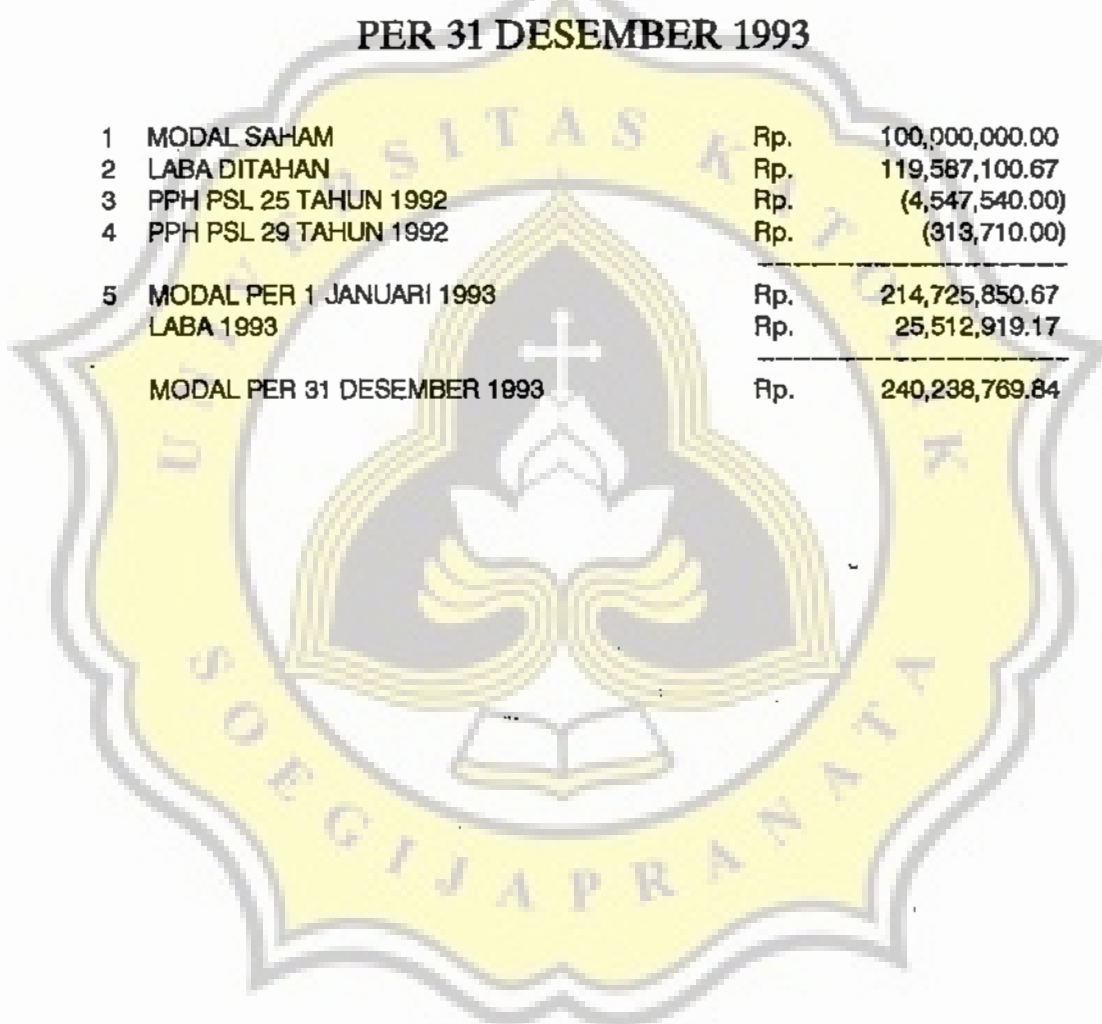 PER 31 DESEMBER 1993
1 MODAL SAHAM Rp. 100,000,000.00
2 LABA DITAHAN Rp. 119,587,100.67
3 PPH PSL 25 TAHUN 1992 Rp. (4,547,540.00)
4 PPH PSL 29 TAHUN 1992 Rp. (313,710.00)
5 MODAL PER 1 JANUARI 1993 Rp. 214,725,850.67
LABA 1993 Rp. 25,512,919.17
MODAL PER 31 DESEMBER 1993 Rp. 240,238,769.84
UNIVERSITAS KATOLIK
SOEGIJAPRANATA